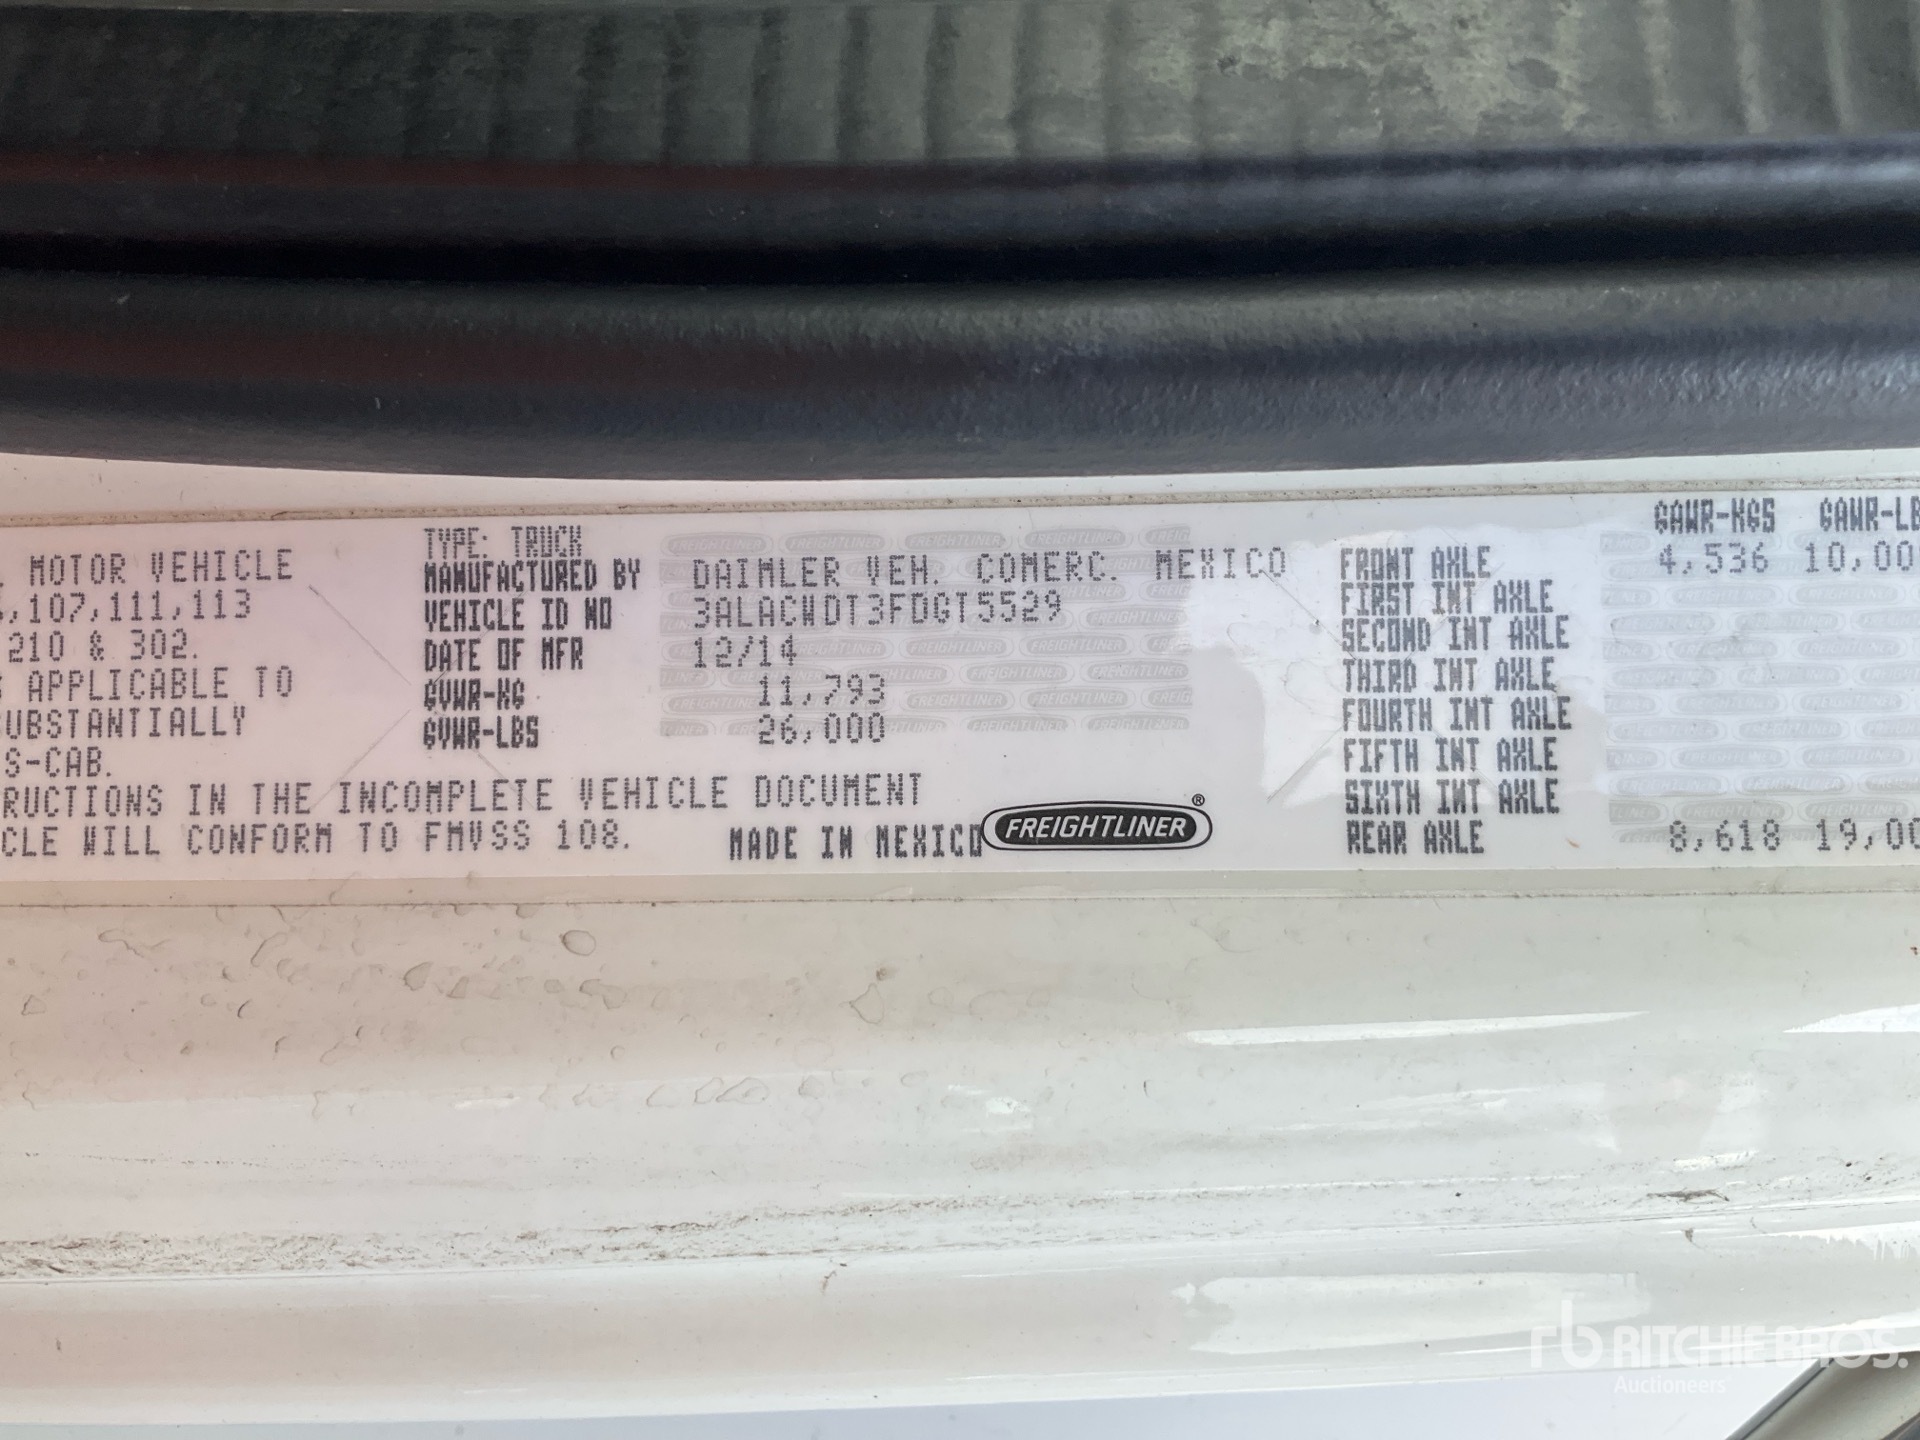 MOTOR VEHICLE
,107,111,113
210 & 302.
APPLICABLE TO
UBSTANTIALLY
S-CAB.
RUCTIONS IN THE INCOMPLETE VEHICLE DOCUMENT
CLE WILL CONFORM TO FMVSS 108.
TYPE: TRUCK
MANUFACTURED BY DAIMLER VEH. COMERC. MEXICO
VEHICLE ID NO 3ALACWDT3FDGT5529
DATE OF MFR 12/14
GVWR-KG 11,793
GVWR-LBS 26,000
MADE IN MEXICO
FREIGHTLINER®
GAWR-KGS GAWR-LB
FRONT AXLE 4,536 10,00
FIRST INT AXLE
SECOND INT AXLE
THIRD INT AXLE
FOURTH INT AXLE
FIFTH INT AXLE
SIXTH INT AXLE
REAR AXLE 8,618 19,00
rb RITCHIE BROS.
Auctioneers